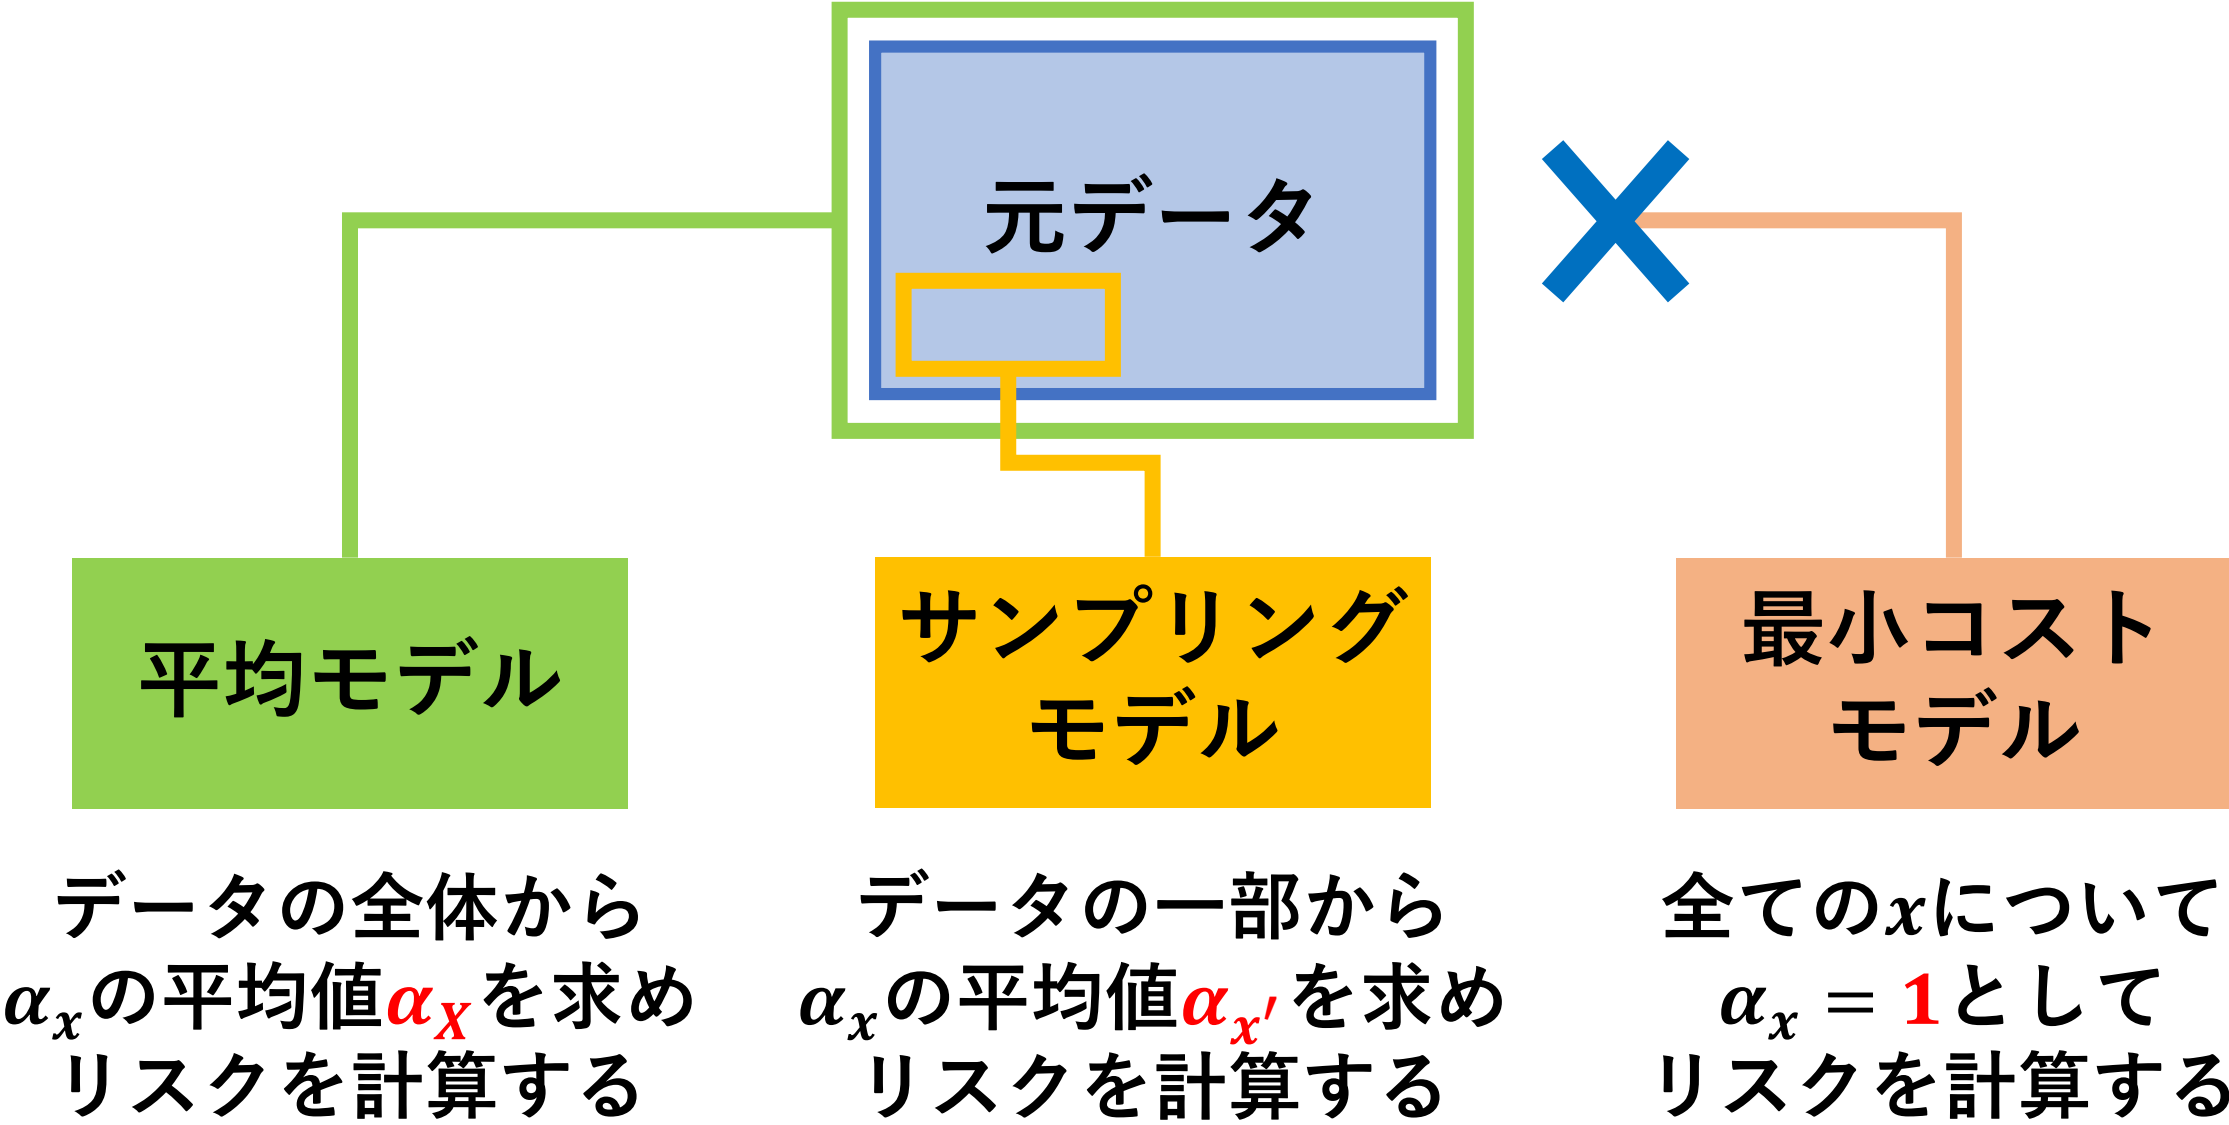 元データ
平均モデル
サンプリング
モデル
最小コスト
モデル
データの全体から
αₓの平均値α_Xを求め
リスクを計算する
データの一部から
αₓの平均値α_x′を求め
リスクを計算する
全てのxについて
αₓ = 1として
リスクを計算する